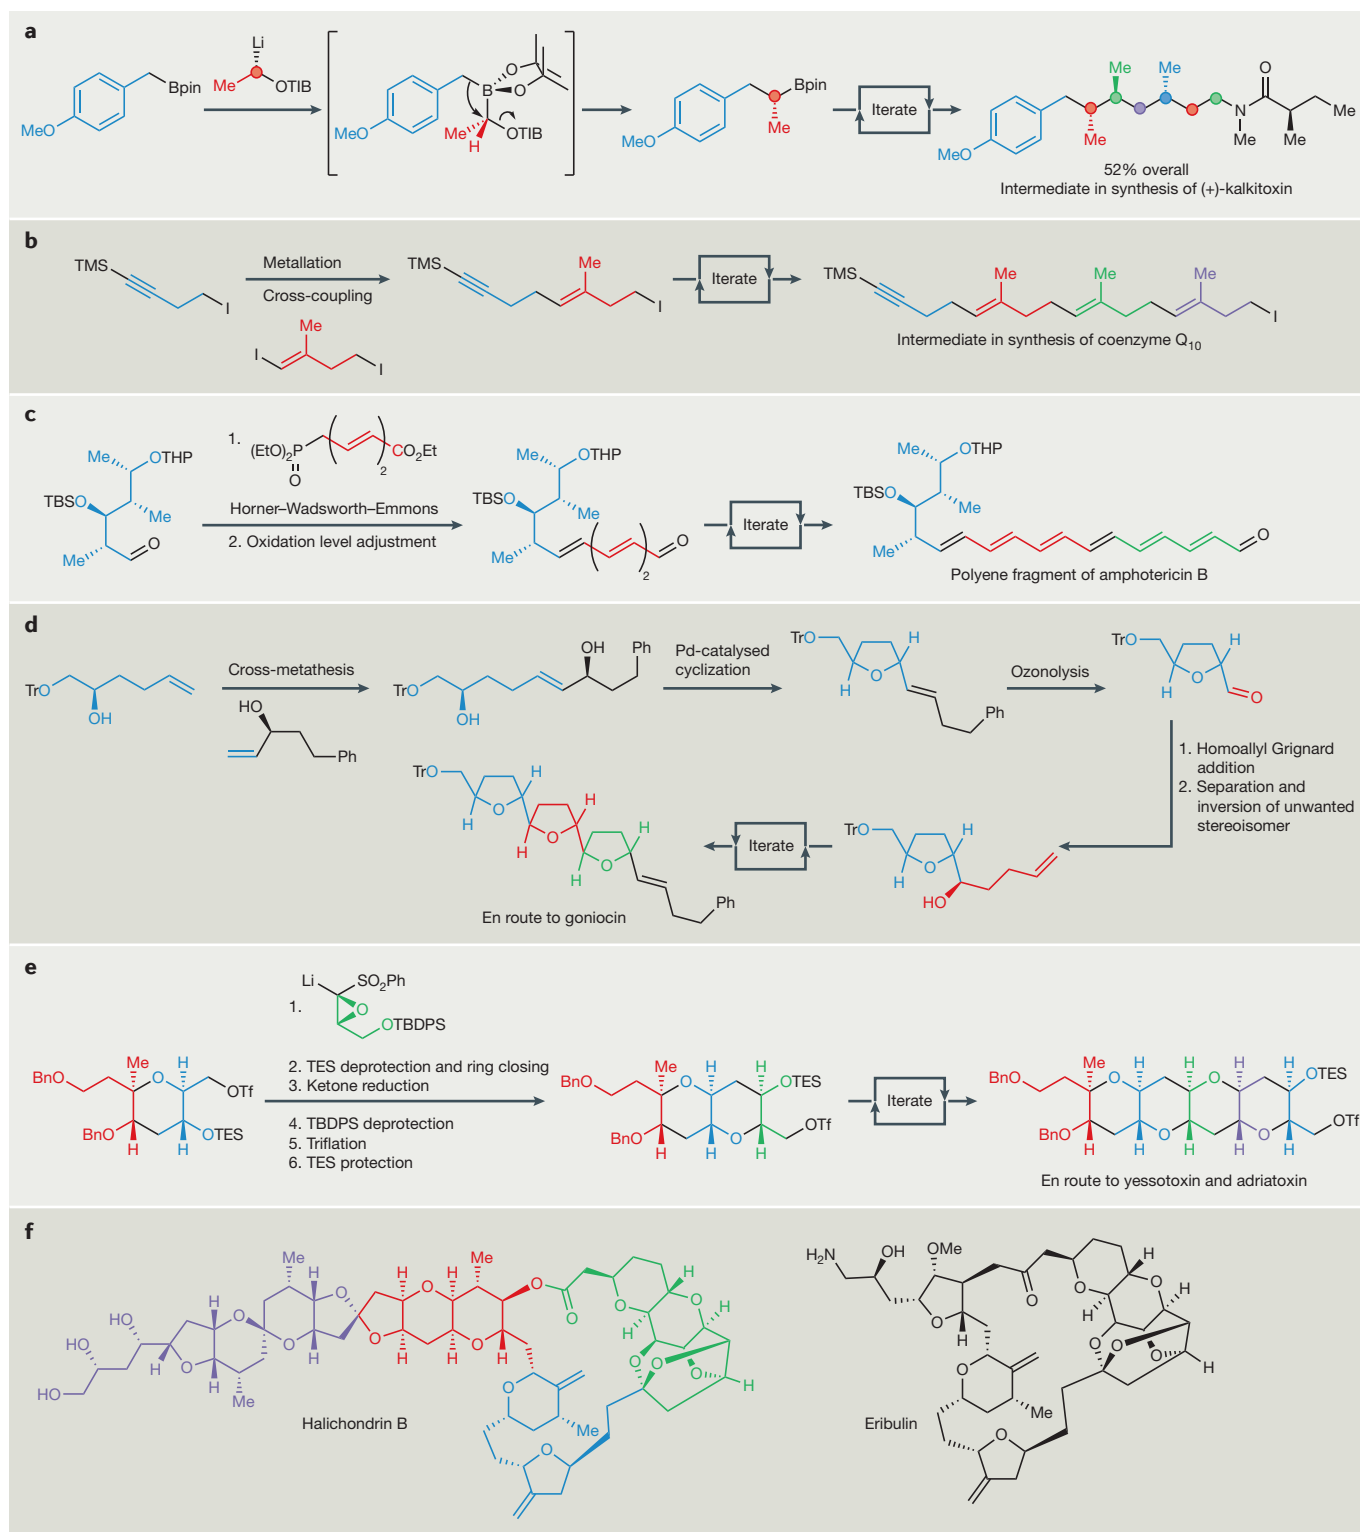 a
Li
Me
OTIB
Bpin
MeO
B
O
O
Me
H
OTIB
MeO
Bpin
Me
MeO
Iterate
Me
Me
O
N
Me
Me
Me
Me
MeO
52% overall
Intermediate in synthesis of (+)-kalkitoxin
b
TMS
I
Metallation
Cross-coupling
Me
I
I
TMS
Me
I
Iterate
TMS
Me
Me
Me
I
Intermediate in synthesis of coenzyme Q10
c
Me
OTHP
TBSO
Me
Me
O
1.
(EtO)2P
O
2
CO2Et
Horner–Wadsworth–Emmons
2. Oxidation level adjustment
Me
OTHP
TBSO
Me
Me
2
O
Iterate
Me
OTHP
TBSO
Me
Me
O
Polyene fragment of amphotericin B
d
TrO
OH
Cross-metathesis
HO
Ph
OH
Ph
TrO
OH
Pd-catalysed
cyclization
TrO
H
O
H
Ph
Ozonolysis
TrO
H
O
H
O
1. Homoallyl Grignard
addition
2. Separation and
inversion of unwanted
stereoisomer
TrO
H
O
H
HO
Iterate
TrO
H
O
H
H
O
H
H
O
H
Ph
En route to goniocin
e
Li
SO2Ph
1.
O
OTBDPS
2. TES deprotection and ring closing
3. Ketone reduction
4. TBDPS deprotection
5. Triflation
6. TES protection
BnO
Me
O
H
OTf
BnO
H
H
OTES
BnO
Me
O
H
H
OTES
BnO
H
H
O
H
OTf
Iterate
BnO
Me
O
H
H
O
H
H
OTES
BnO
H
H
O
H
H
O
H
OTf
En route to yessotoxin and adriatoxin
f
HO
HO
HO
H
O
H
H
O
Me
O
Me
H
H
O
O
H
H
O
H
H
O
H
Me
O
O
O
H
H
O
H
O
H
O
O
O
H
O
Me
O
Halichondrin B
H2N
OH
OMe
O
H
O
O
H
H
O
H
O
H
O
O
O
H
O
Me
O
Eribulin